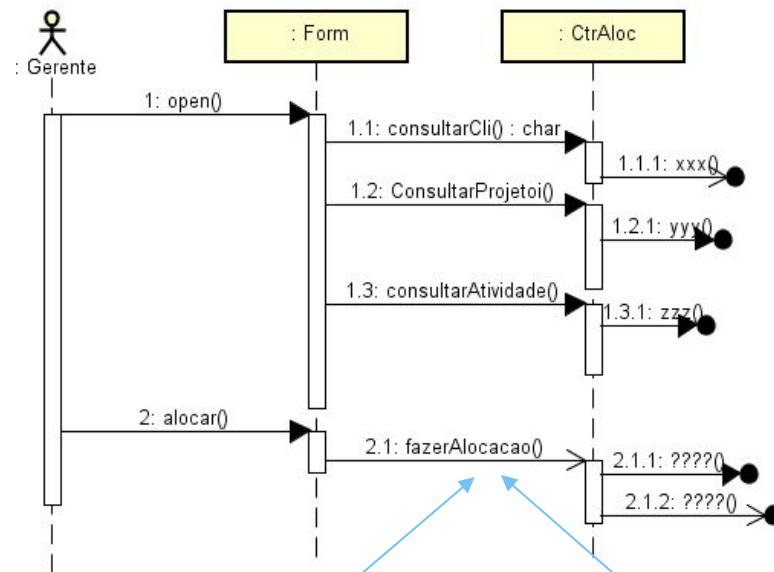 : Form
: CtrAloc
: Gerente
1: open()
1.1: consultarCli() : char
1.1.1: xxx()
1.2: ConsultarProjetoi()
1.2.1: yyy()
1.3: consultarAtividade()
1.3.1: zzz()
2: alocar()
2.1: fazerAlocacao()
2.1.1: ????()
2.1.2: ????()